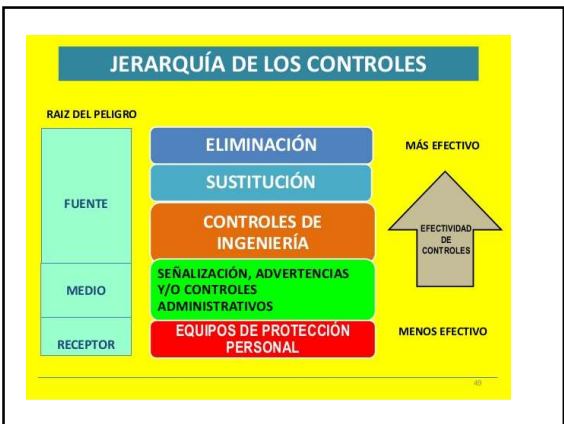 JERARQUÍA DE LOS CONTROLES
RAIZ DEL PELIGRO
FUENTE
MEDIO
RECEPTOR
ELIMINACIÓN
SUSTITUCIÓN
CONTROLES DE
INGENIERÍA
SEÑALIZACIÓN, ADVERTENCIAS
Y/O CONTROLES
ADMINISTRATIVOS
EQUIPOS DE PROTECCIÓN
PERSONAL
MÁS EFECTIVO
EFECTIVIDAD
DE
CONTROLES
MENOS EFECTIVO
49